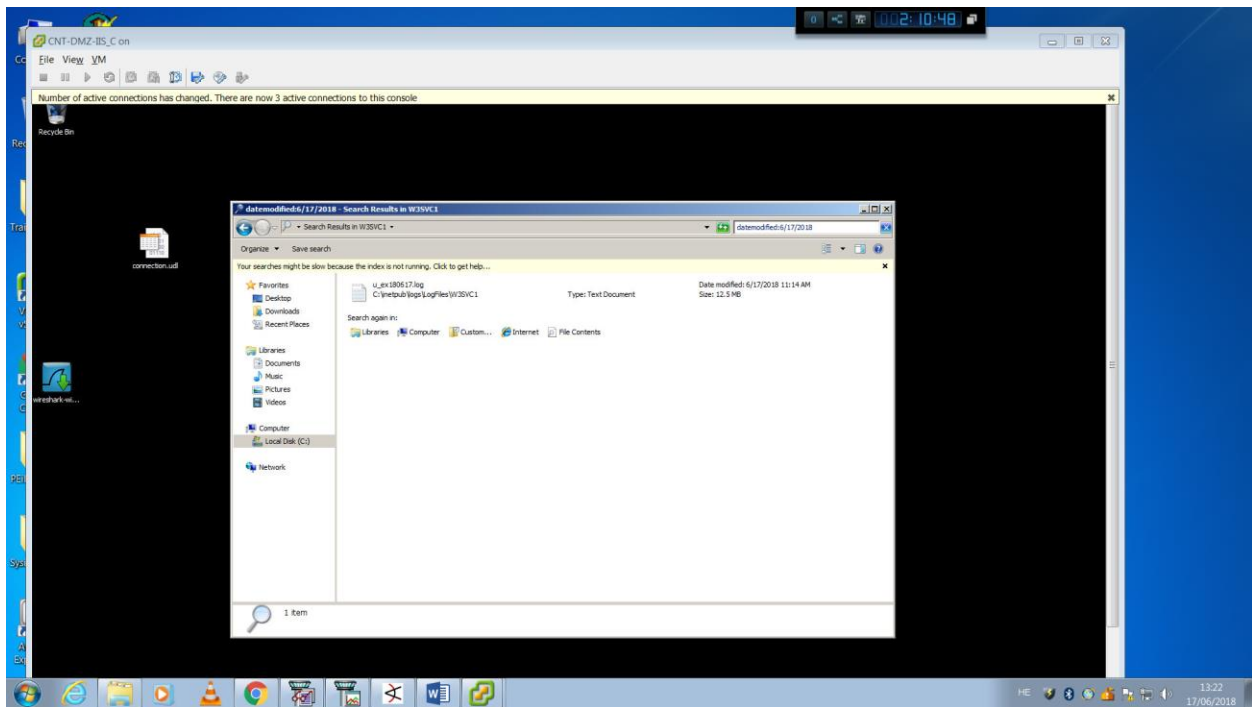 0 2:10:48
CNT-DMZ-IIS_C on
File View VM
Number of active connections has changed. There are now 3 active connections to this console
Recycle Bin
connection.udl
wireshark-wi...
datemodified:6/17/2018 - Search Results in W3SVC1
Search Results in W3SVC1
datemodified:6/17/2018
Organize Save search
Your searches might be slow because the index is not running. Click to get help...
Favorites
Desktop
Downloads
Recent Places
Libraries
Documents
Music
Pictures
Videos
Computer
Local Disk (C:)
Network
u_ex180617.log
C:\inetpub\logs\LogFiles\W3SVC1
Type: Text Document
Date modified: 6/17/2018 11:14 AM
Size: 12.5 MB
Search again in:
Libraries Computer Custom... Internet File Contents
1 item
HE
13:22
17/06/2018